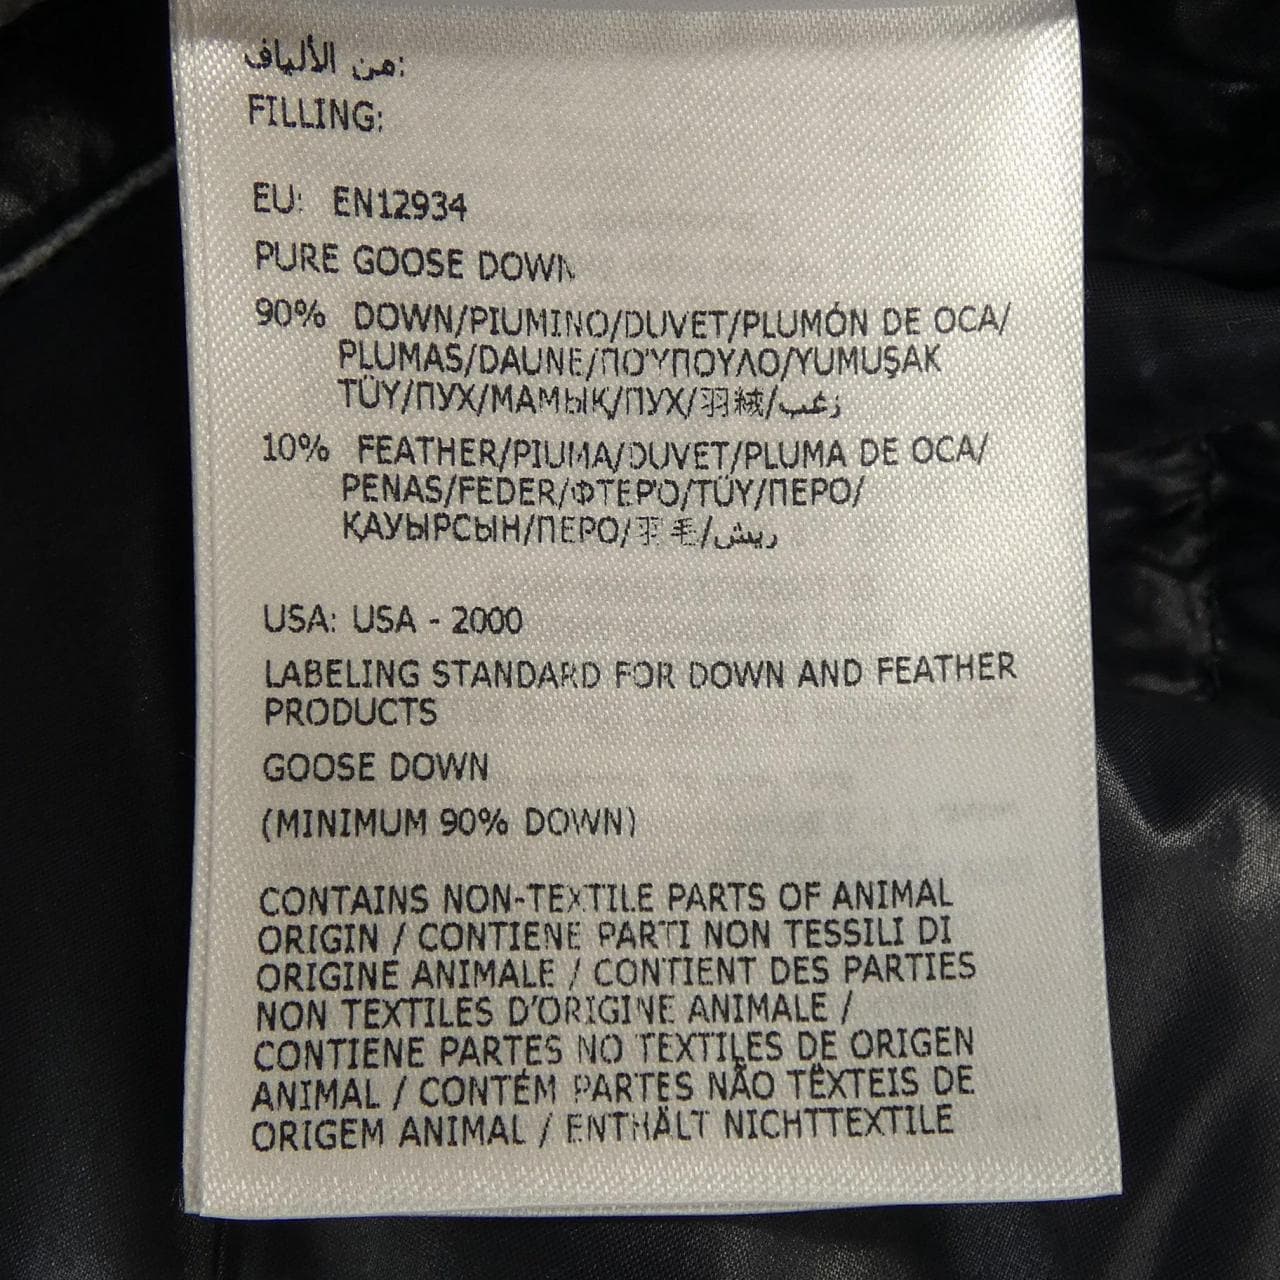 من الألياف:
FILLING:
EU: EN12934
PURE GOOSE DOWN
90% DOWN/PIUMINO/DUVET/PLUMÓN DE OCA/
PLUMAS/DAUNE/ΠΟΎΠΟΥΛΟ/YUMUŞAK
TÜY/ПУХ/МАМЫҚ/ПУХ/羽絨/زغب
10% FEATHER/PIUMA/DUVET/PLUMA DE OCA/
PENAS/FEDER/ΦΤΕΡΌ/TÜY/ПЕРО/
ҚАУЫРСЫН/ПЕРО/羽毛/ريش
USA: USA - 2000
LABELING STANDARD FOR DOWN AND FEATHER
PRODUCTS
GOOSE DOWN
(MINIMUM 90% DOWN)
CONTAINS NON-TEXTILE PARTS OF ANIMAL
ORIGIN / CONTIENE PARTI NON TESSILI DI
ORIGINE ANIMALE / CONTIENT DES PARTIES
NON TEXTILES D'ORIGINE ANIMALE /
CONTIENE PARTES NO TEXTILES DE ORIGEN
ANIMAL / CONTÉM PARTES NÃO TËXTEIS DE
ORIGEM ANIMAL / ENTHÄLT NICHTTEXTILE